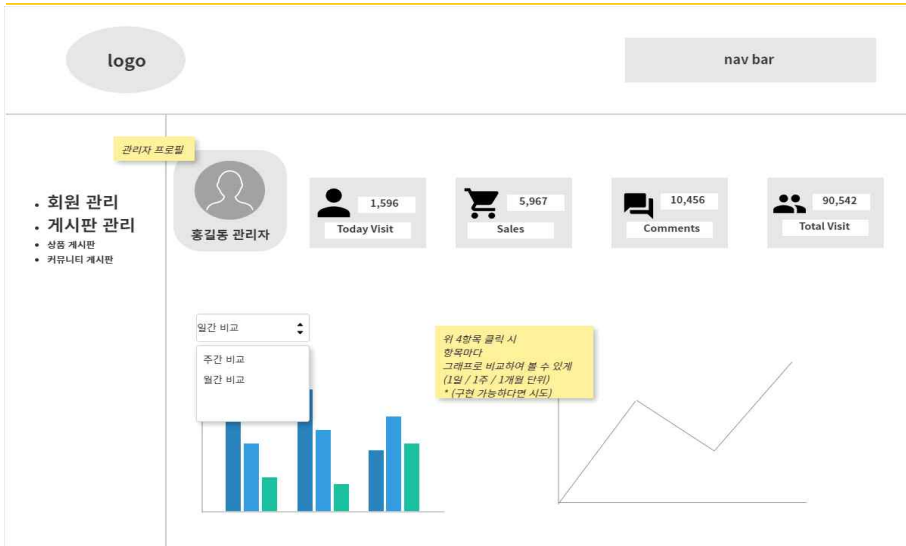 logo
nav bar
관리자 프로필
회원 관리
게시판 관리
상품 게시판
커뮤니티 게시판
홍길동 관리자
1,596
Today Visit
5,967
Sales
10,456
Comments
90,542
Total Visit
일간 비교
주간 비교
월간 비교
위 4항목 클릭 시
항목마다
그래프로 비교하여 볼 수 있게
(1일 / 1주 / 1개월 단위)
* (구현 가능하다면 시도)